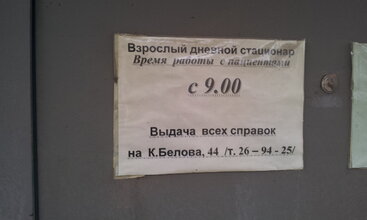 Взрослый дневной стационар
Время работы с пациентами
с 9.00
Выдача всех справок
на К.Белова, 44 /т. 26 – 94 - 25/